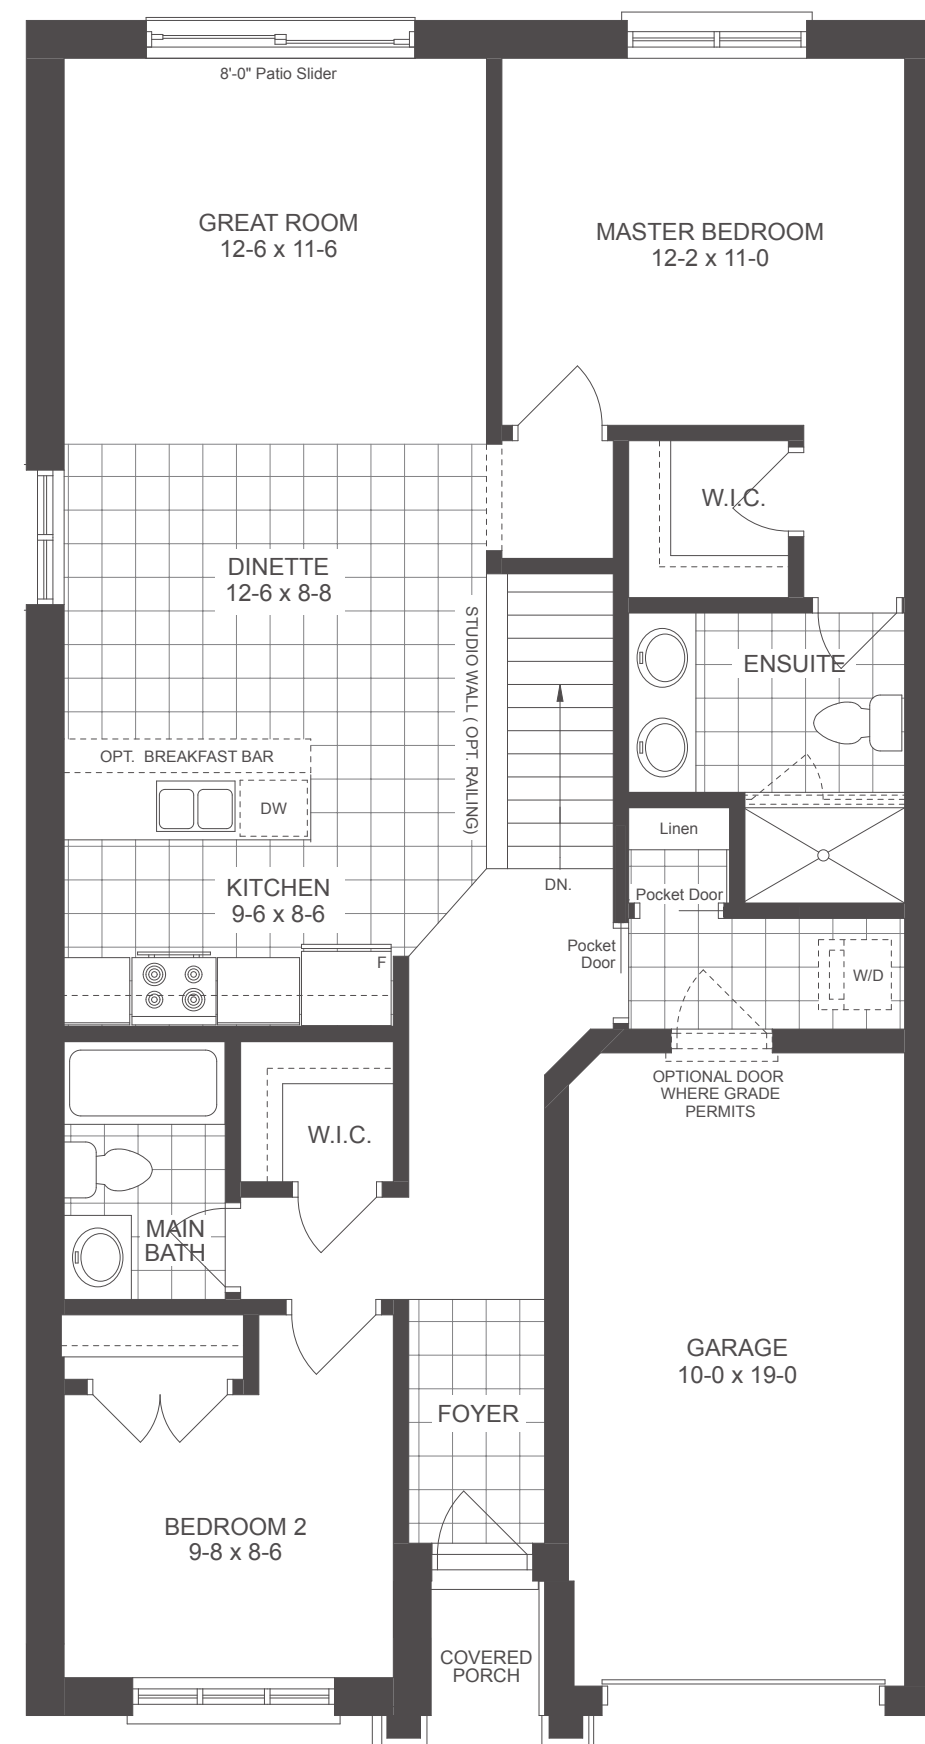 8'-0" Patio Slider
GREAT ROOM
12-6 x 11-6
MASTER BEDROOM
12-2 x 11-0
W.I.C.
DINETTE
12-6 x 8-8
STUDIO WALL ( OPT. RAILING)
ENSUITE
OPT. BREAKFAST BAR
DW
Linen
KITCHEN
9-6 x 8-6
DN.
Pocket Door
F
Pocket
Door
W/D
OPTIONAL DOOR
WHERE GRADE
PERMITS
W.I.C.
MAIN
BATH
GARAGE
10-0 x 19-0
FOYER
BEDROOM 2
9-8 x 8-6
COVERED
PORCH